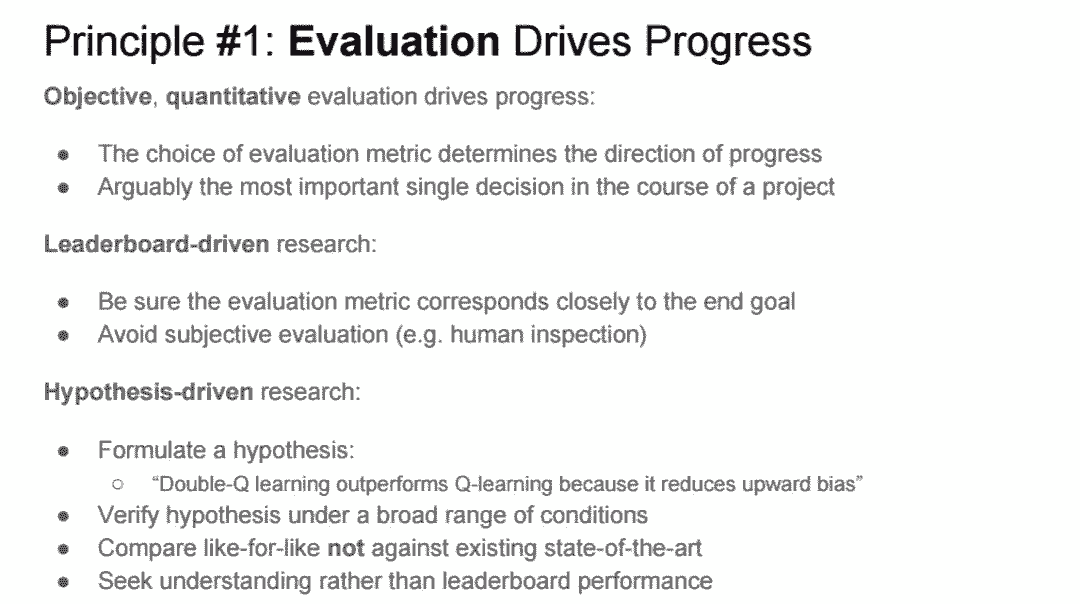 Principle #1: Evaluation Drives Progress
Objective, quantitative evaluation drives progress:
● The choice of evaluation metric determines the direction of progress
● Arguably the most important single decision in the course of a project
Leaderboard-driven research:
● Be sure the evaluation metric corresponds closely to the end goal
● Avoid subjective evaluation (e.g. human inspection)
Hypothesis-driven research:
● Formulate a hypothesis:
○ “Double-Q learning outperforms Q-learning because it reduces upward bias”
● Verify hypothesis under a broad range of conditions
● Compare like-for-like not against existing state-of-the-art
● Seek understanding rather than leaderboard performance